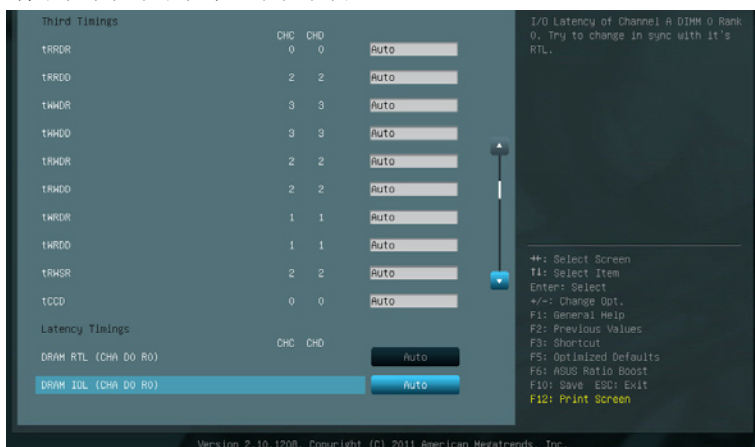 Third Timings
CHC CHD
tRRDR 0 0 Auto
tRRDD 2 2 Auto
tWWDR 3 3 Auto
tWWDD 3 3 Auto
tRWDR 2 2 Auto
tRWDD 2 2 Auto
tWRDR 1 1 Auto
tWRDD 1 1 Auto
tRWSR 2 2 Auto
tCCD 0 0 Auto
Latency Timings
CHC CHD
DRAM RTL (CHA D0 R0) Auto
DRAM IOL (CHA D0 R0) Auto
I/O Latency of Channel A DIMM 0 Rank
0. Try to change in sync with it's
RTL.
→←: Select Screen
↑↓: Select Item
Enter: Select
+/-: Change Opt.
F1: General Help
F2: Previous Values
F3: Shortcut
F5: Optimized Defaults
F6: ASUS Ratio Boost
F10: Save ESC: Exit
F12: Print Screen
Version 2.10.1208. Copyright (C) 2011 American Megatrends, Inc.